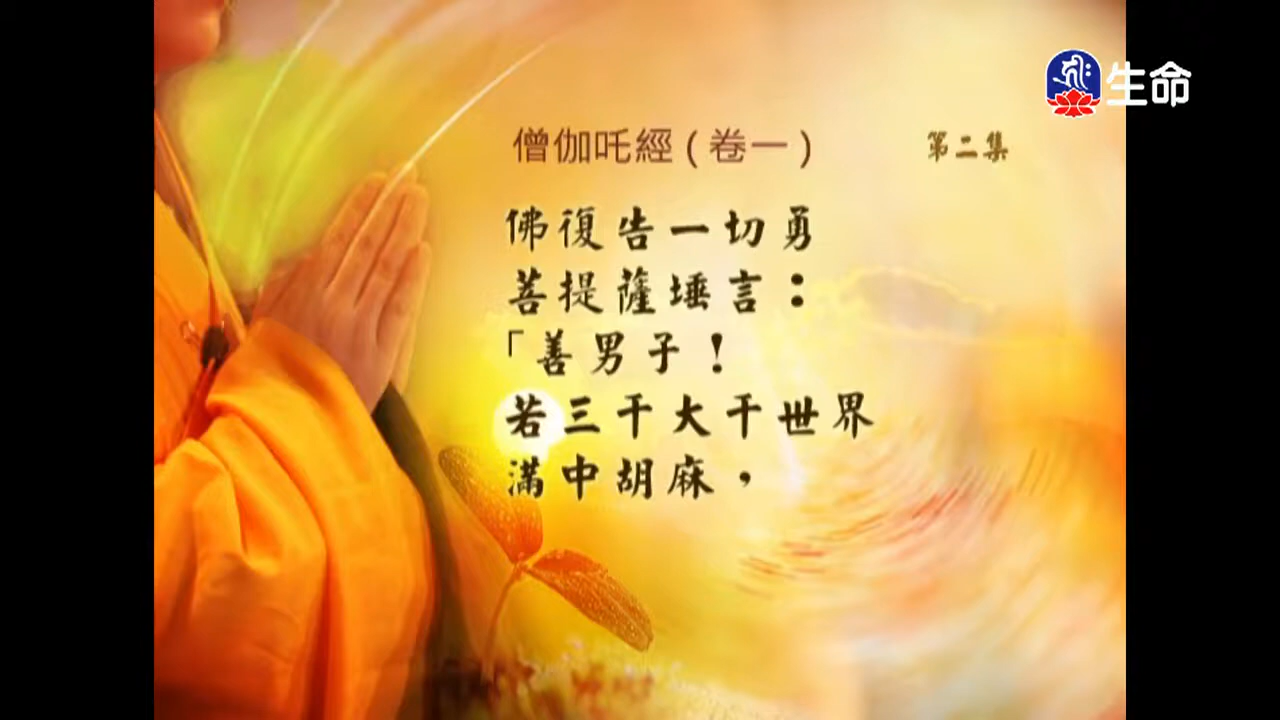 生命
僧伽吒經(卷一) 第二集
佛復告一切勇
菩提薩埵言：
「善男子！
若三千大千世界
滿中胡麻，